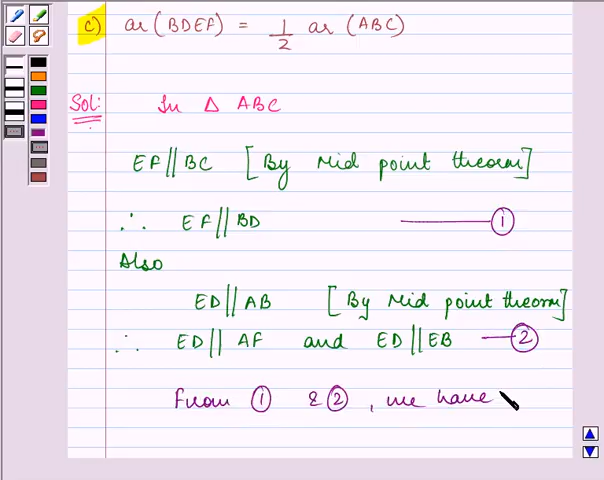 c) ar (BDEF) = 1/2 ar (ABC)
Sol: In Δ ABC
EF || BC [By Mid point theorem]
∴ EF || BD ——— ①
Also
ED || AB [By Mid point theorem]
∴ ED || AF and ED || EB — ②
From ① & ②, we have